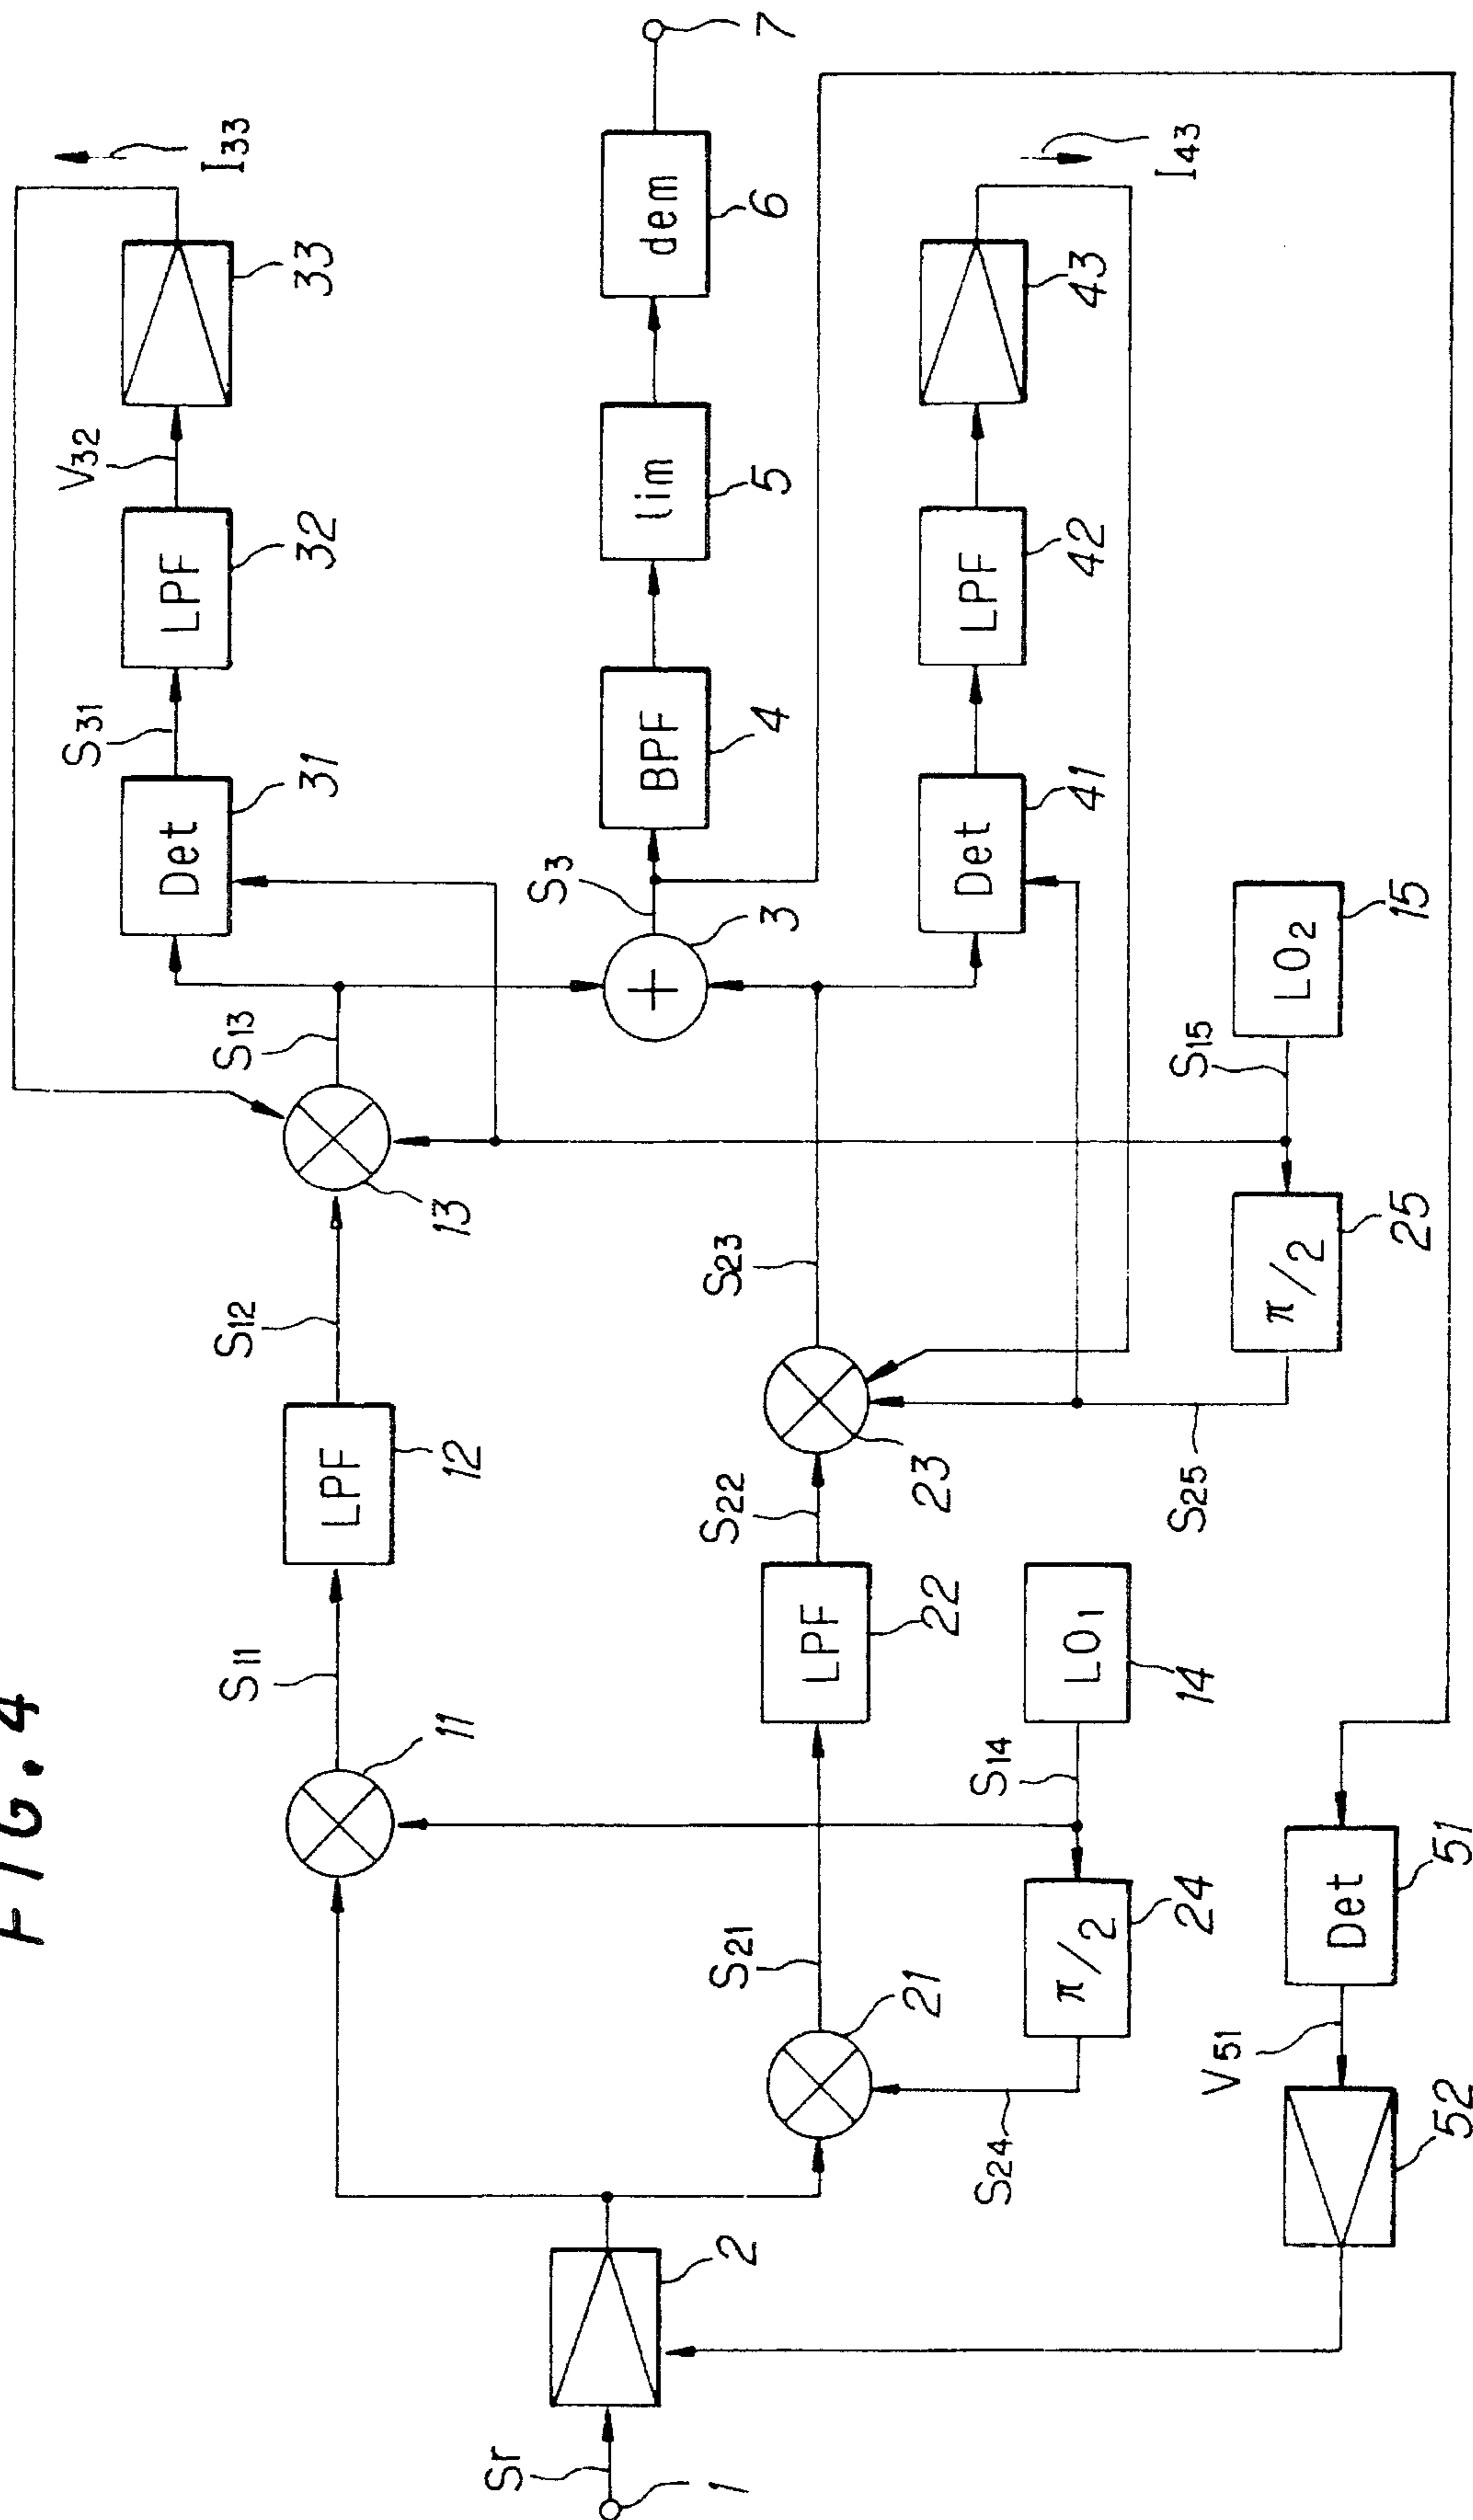 FIG. 4
Sr
1
2
S11
11
LPF
12
S12
13
S13
Det
31
S31
LPF
32
V32
33
I33
S21
21
S24
π/2
24
S14
LO1
14
LPF
22
S22
23
S23
S25
π/2
25
S15
LO2
15
3
S3
BPF
4
lim
5
dem
6
7
Det
41
LPF
42
43
I43
Det
51
V51
52